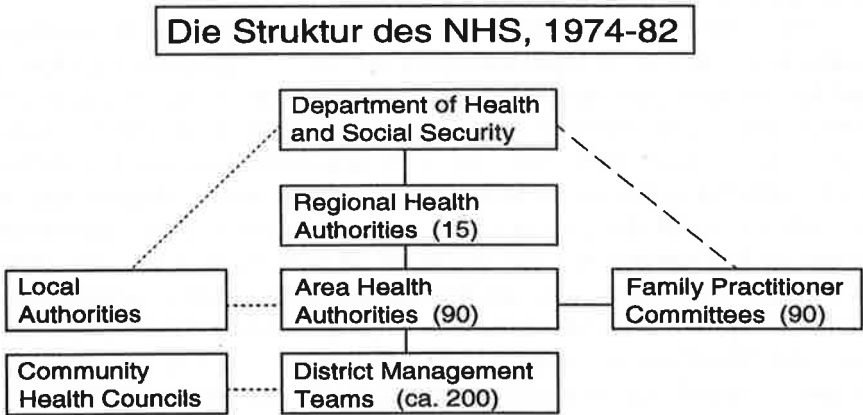 Die Struktur des NHS, 1974-82
Department of Health
and Social Security
Regional Health
Authorities (15)
Local
Authorities
Area Health
Authorities (90)
Family Practitioner
Committees (90)
Community
Health Councils
District Management
Teams (ca. 200)